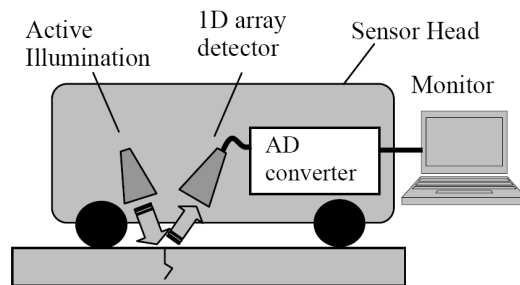 Active
Illumination
1D array
detector
Sensor Head
Monitor
AD
converter